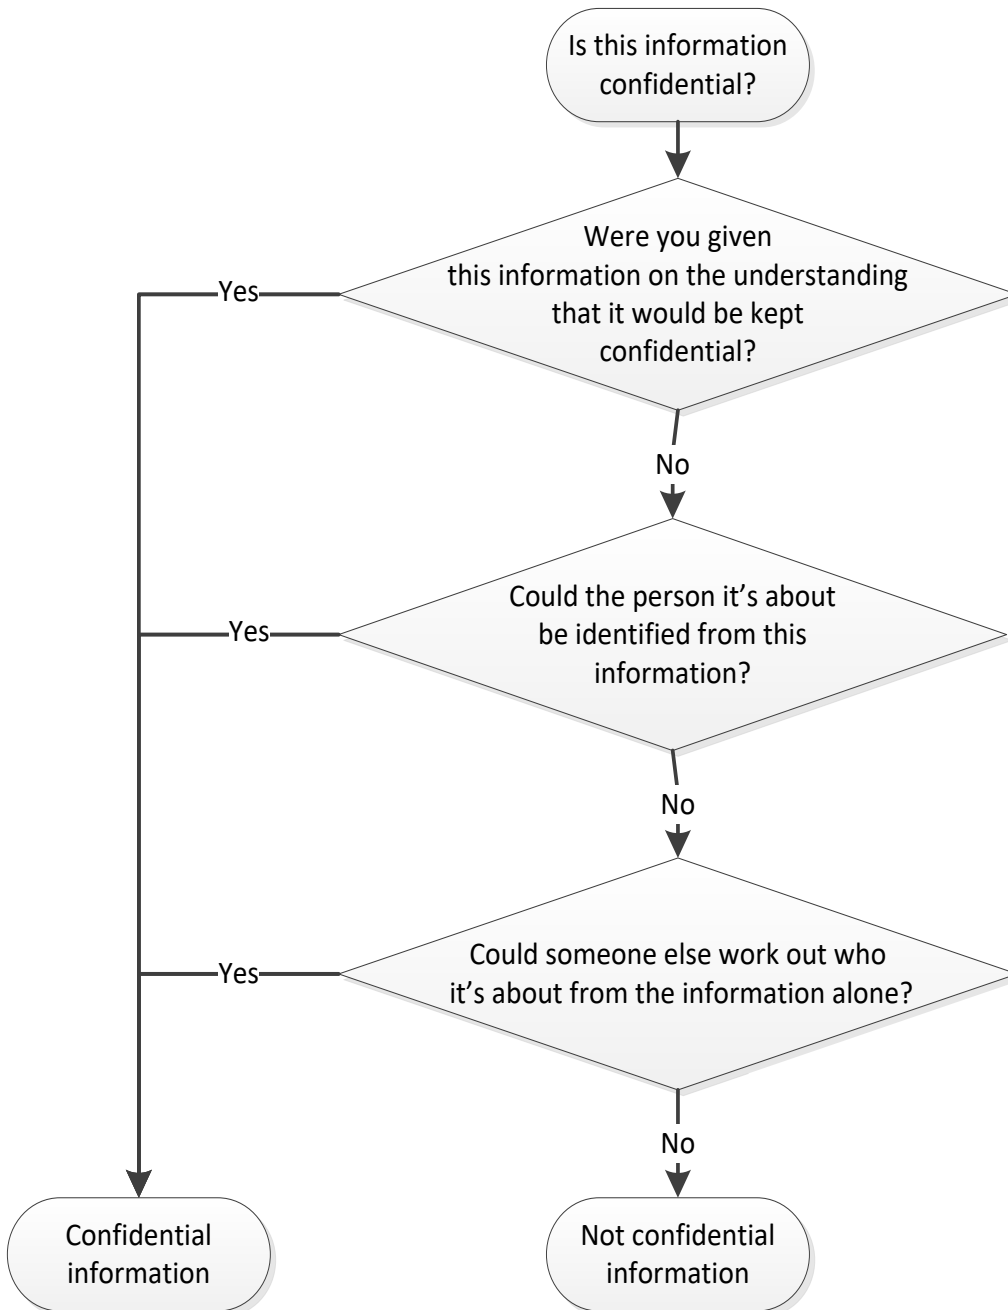 Is this information
confidential?
Were you given
this information on the understanding
that it would be kept
confidential?
Yes
No
Could the person it’s about
be identified from this
information?
Yes
No
Could someone else work out who
it’s about from the information alone?
Yes
No
Confidential
information
Not confidential
information